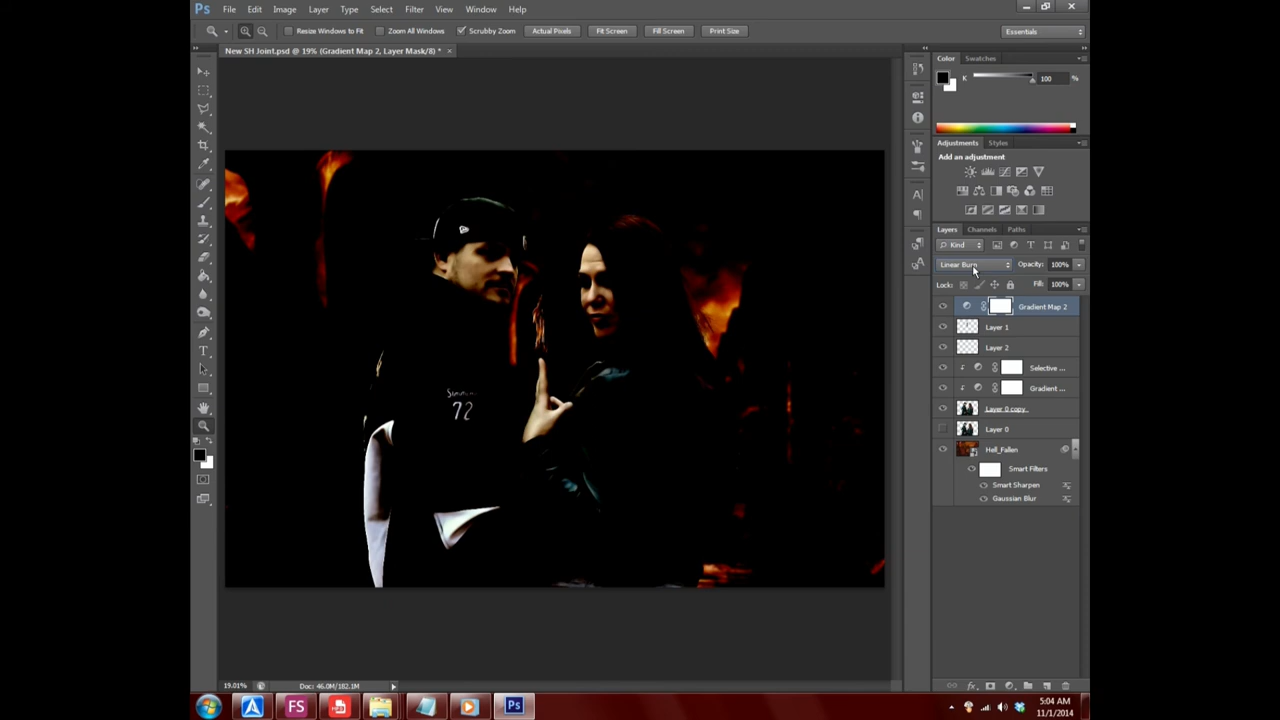 Ps File Edit Image Layer Type Select Filter View Window Help
Resize Windows to Fit Zoom All Windows Scrubby Zoom Actual Pixels Fit Screen Fill Screen Print Size Essentials
New SH Joint.psd @ 19% (Gradient Map 2, Layer Mask/8) * ×
Color Swatches
K 100 %
Adjustments Styles
Add an adjustment
Layers Channels Paths
Kind
Linear Burn Opacity: 100%
Lock: Fill: 100%
Gradient Map 2
Layer 1
Layer 2
Selective ...
Gradient ...
Layer 0 copy
Layer 0
Hell_Fallen
Smart Filters
Smart Sharpen
Gaussian Blur
72
19.01% Doc: 46.0M/182.1M
FS Ps
5:04 AM
11/1/2014